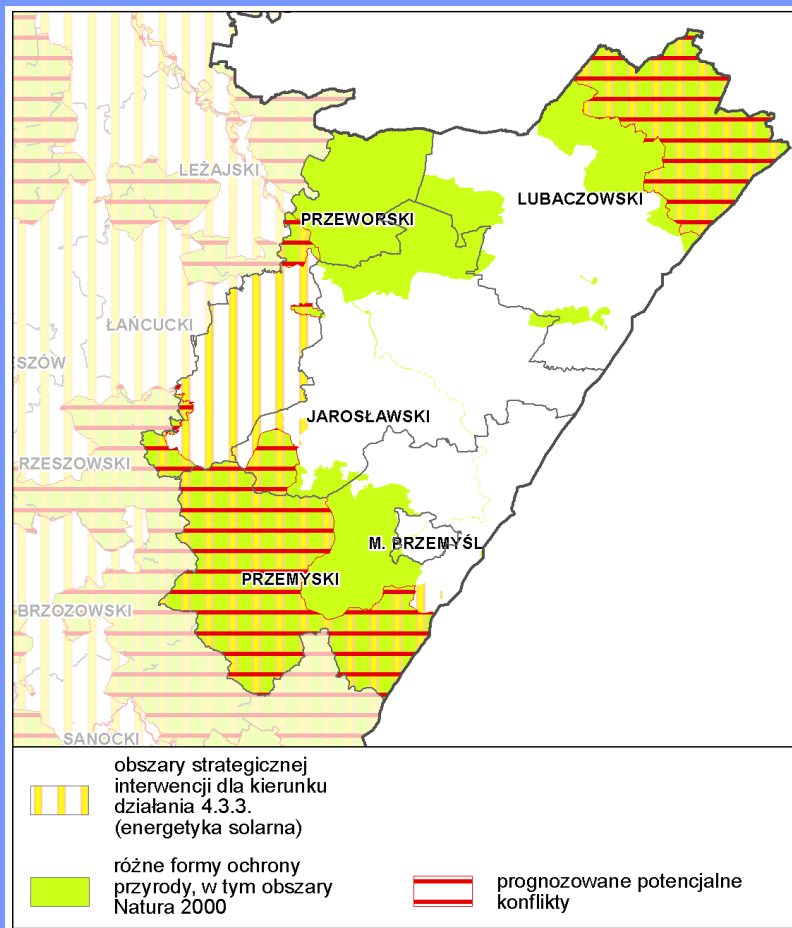 LEŻAJSKI
LUBACZOWSKI
PRZEWORSKI
ŁAŃCUCKI
ESZÓW
JAROSŁAWSKI
RZESZOWSKI
M. PRZEMYŚL
PRZEMYSKI
BRZOZOWSKI
SANOCKI
obszary strategicznej
interwencji dla kierunku
działania 4.3.3.
(energetyka solarna)
różne formy ochrony
przyrody, w tym obszary
Natura 2000
prognozowane potencjalne
konflikty